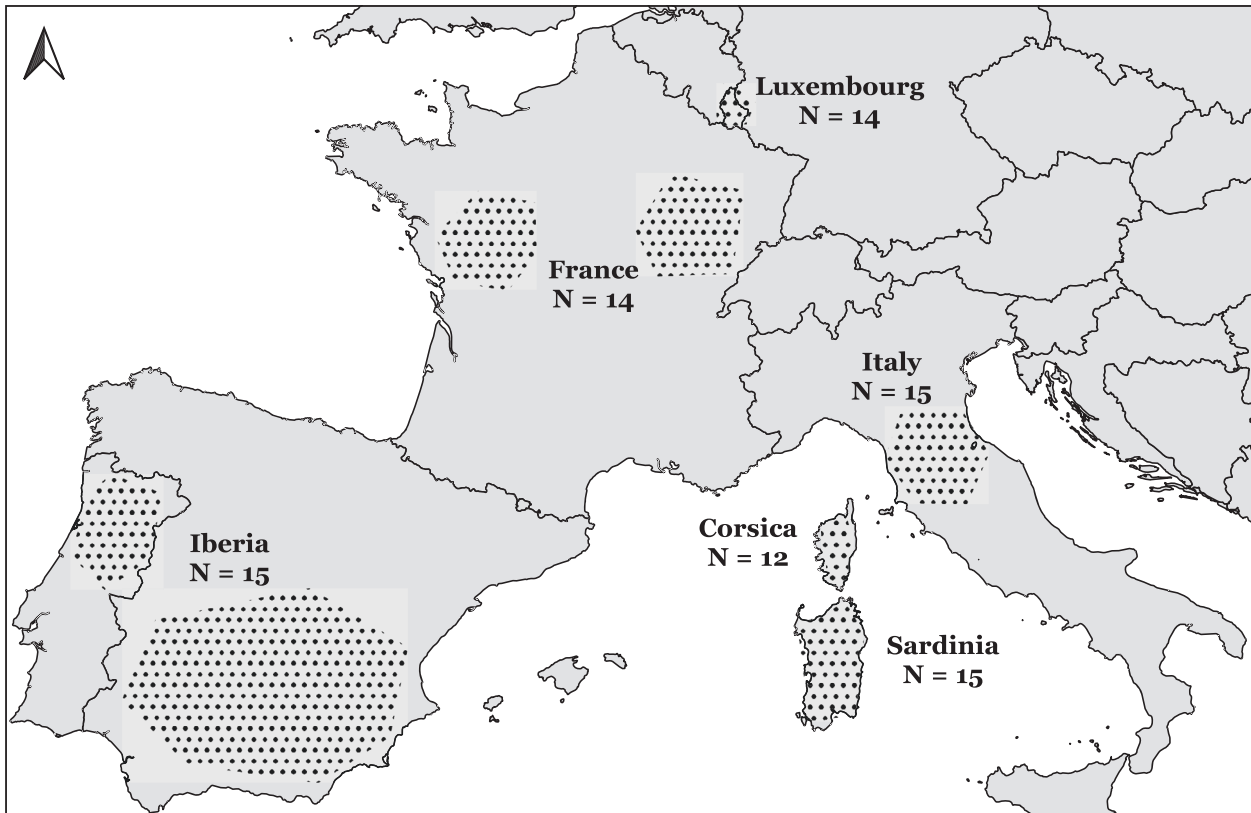 Luxembourg
N = 14
France
N = 14
Italy
N = 15
Corsica
N = 12
Iberia
N = 15
Sardinia
N = 15